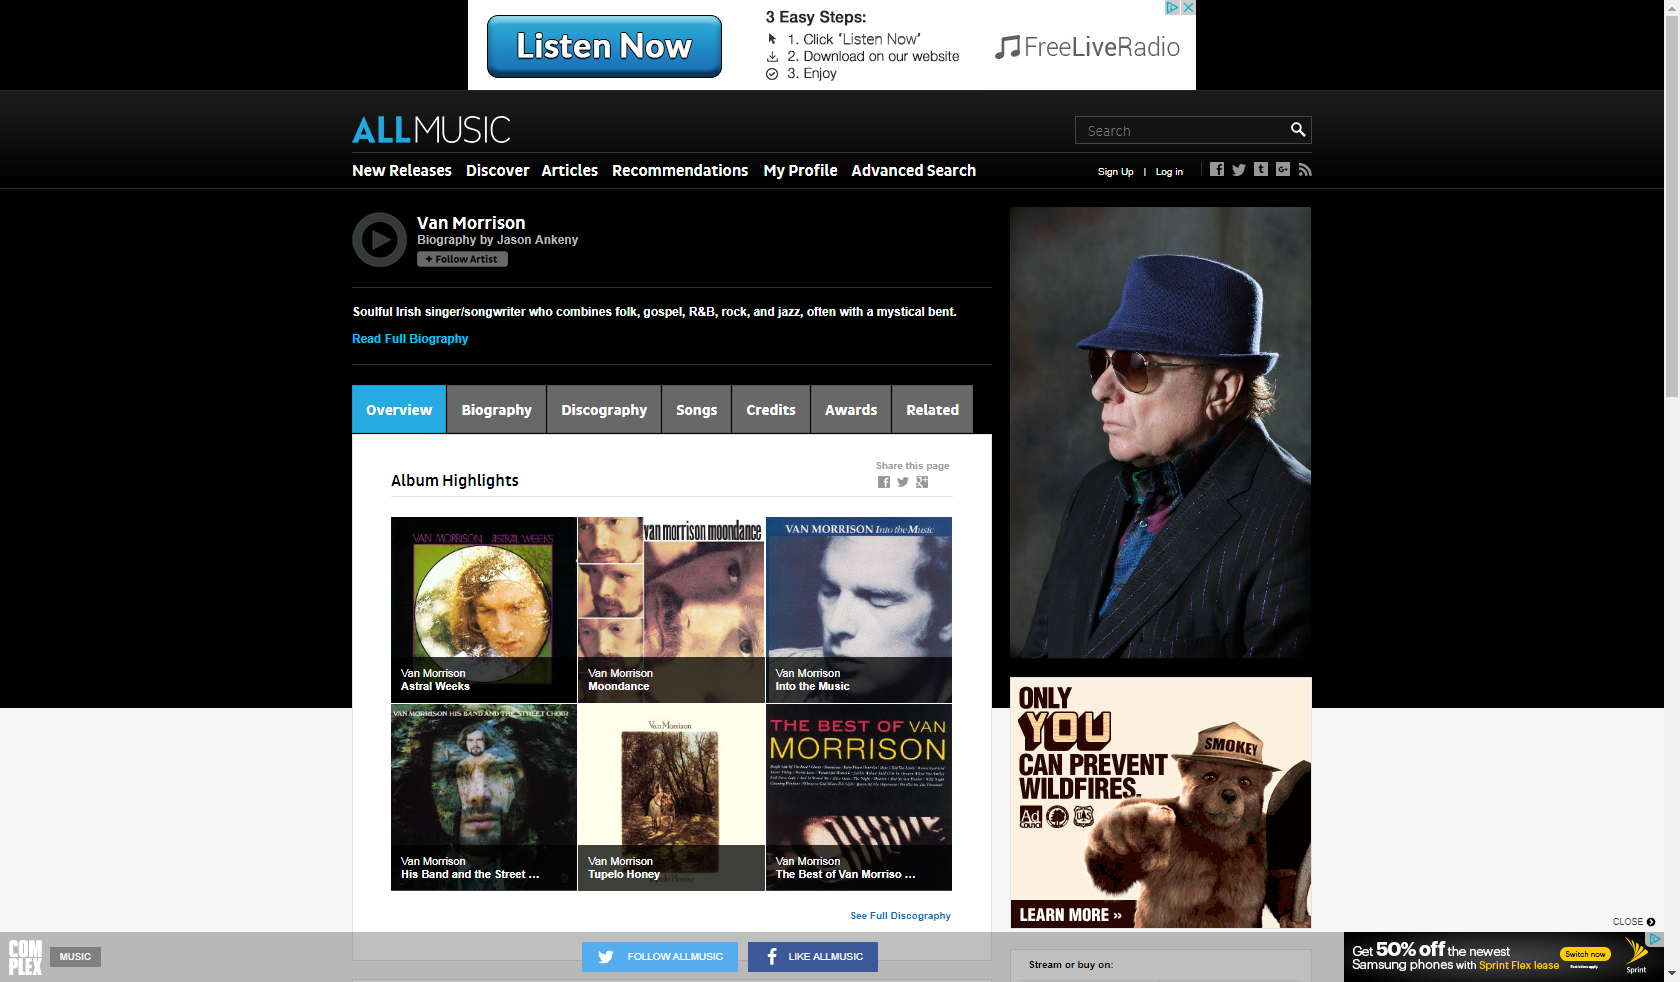 Listen Now
3 Easy Steps:
1. Click 'Listen Now'
2. Download on our website
3. Enjoy
FreeLiveRadio
ALLMUSIC
Search
New Releases Discover Articles Recommendations My Profile Advanced Search
Sign Up | Log in
Van Morrison
Biography by Jason Ankeny
+ Follow Artist
Soulful Irish singer/songwriter who combines folk, gospel, R&B, rock, and jazz, often with a mystical bent.
Read Full Biography
Overview Biography Discography Songs Credits Awards Related
Share this page
Album Highlights
VAN MORRISON ASTRAL WEEKS
Van Morrison
Astral Weeks
van morrison moondance
Van Morrison
Moondance
VAN MORRISON Into the Music
Van Morrison
Into the Music
VAN MORRISON HIS BAND AND THE STREET CHOIR
Van Morrison
His Band and the Street ...
Van Morrison
Van Morrison
Tupelo Honey
Tupelo Honey
THE BEST OF VAN
MORRISON
Van Morrison
The Best of Van Morriso ...
See Full Discography
ONLY
YOU
CAN PREVENT
WILDFIRES.
SMOKEY
Ad
COUNCIL
US
LEARN MORE »
CLOSE
COM
PLEX
MUSIC
FOLLOW ALLMUSIC
LIKE ALLMUSIC
Stream or buy on:
Get 50% off the newest
Samsung phones with Sprint Flex lease
Switch now
Restrictions apply
Sprint